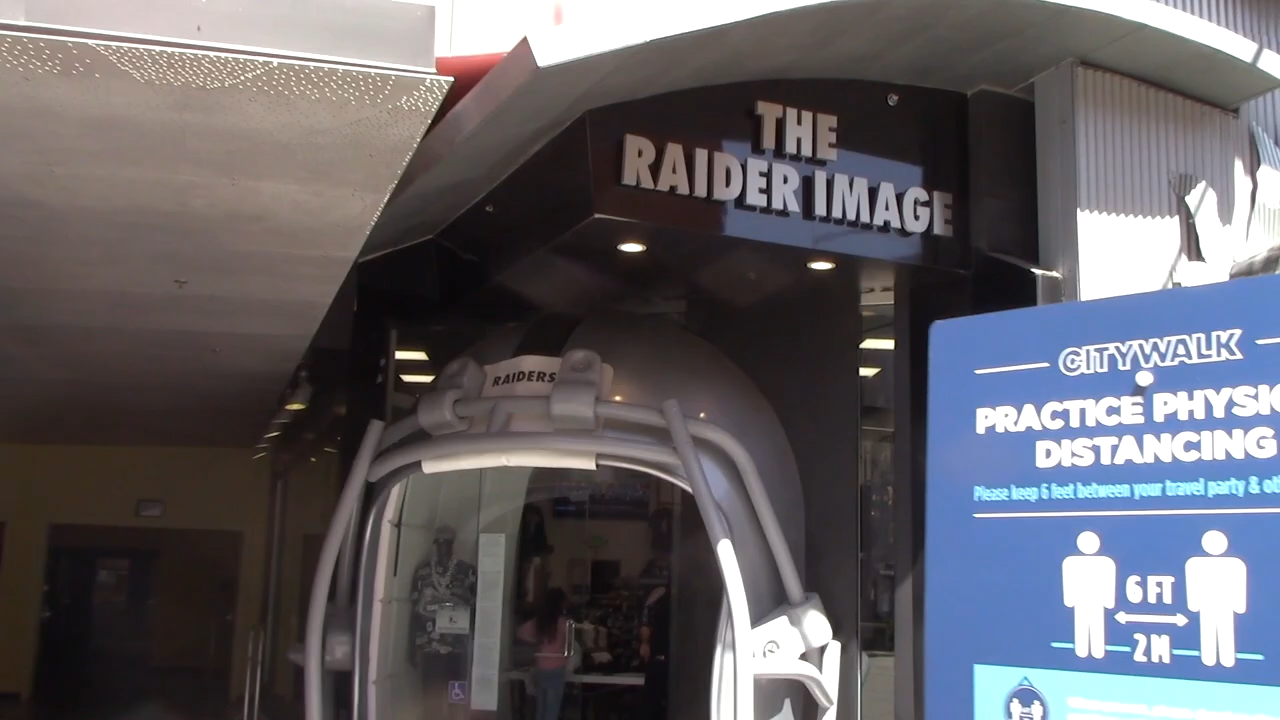 THE
RAIDER IMAGE
RAIDERS
CITYWALK
PRACTICE PHYSIC
DISTANCING
Please keep 6 feet between your travel party & ot
6 FT
2 M